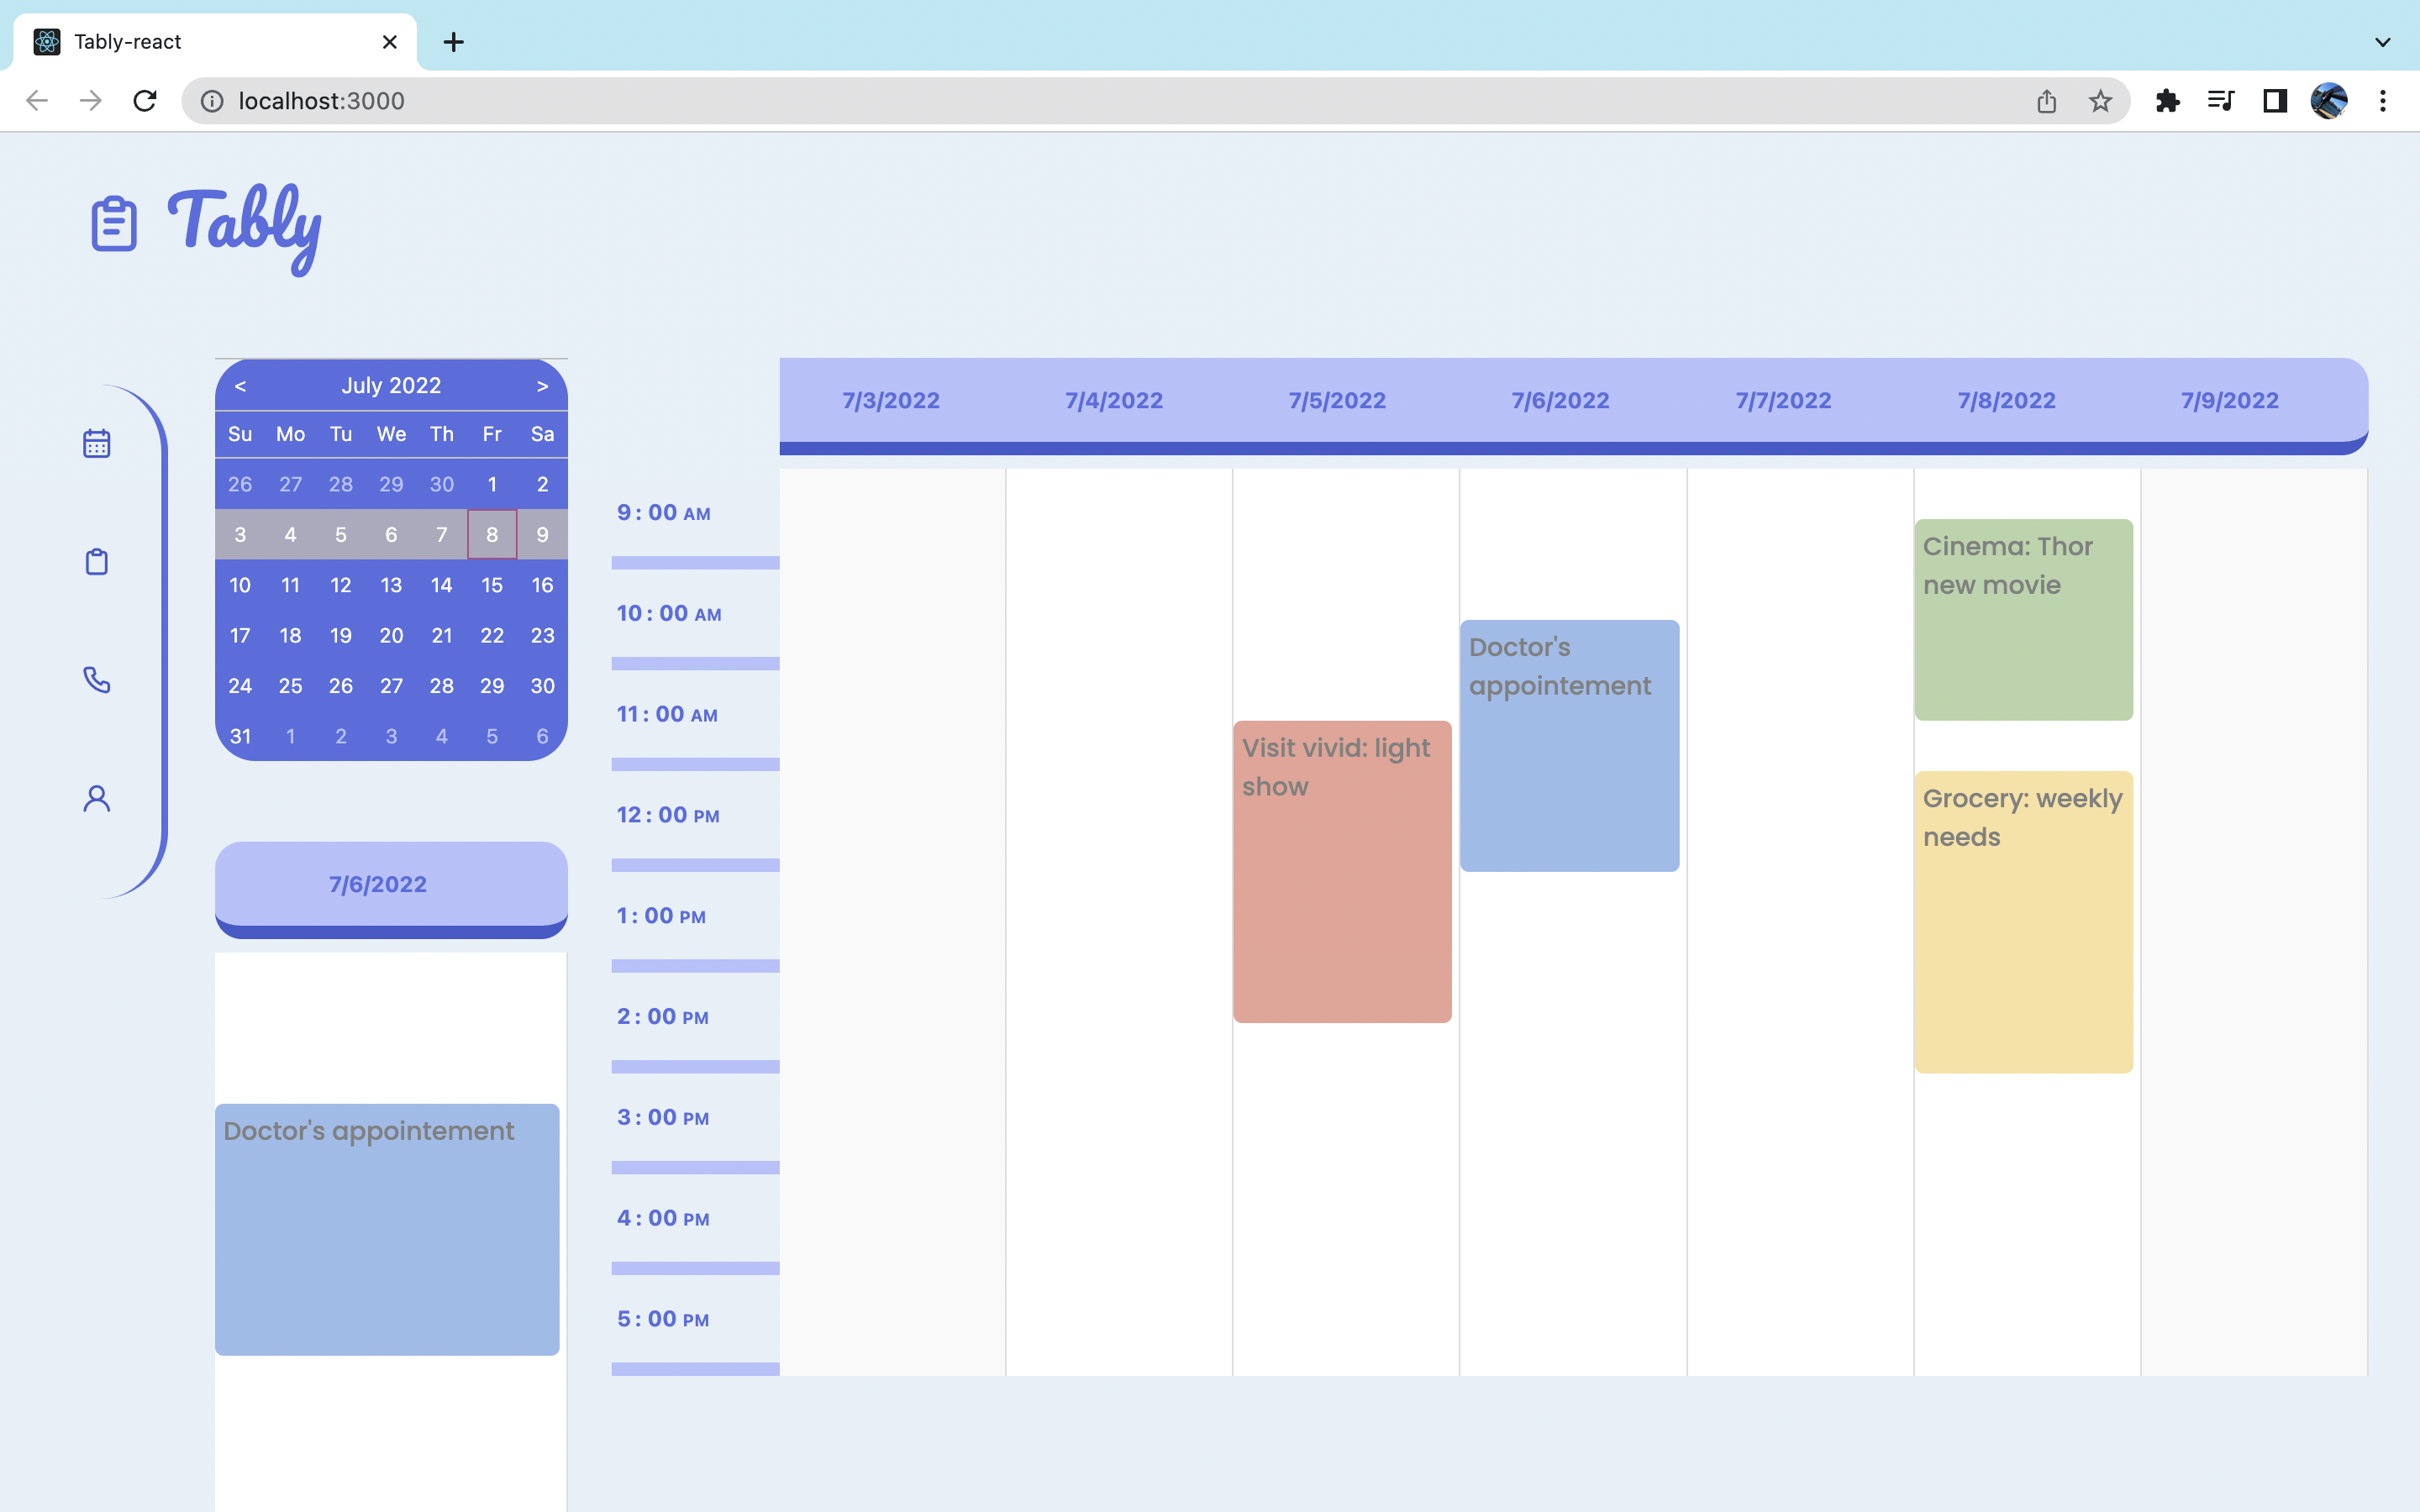 Tably-react
localhost:3000
Tably
< July 2022 >
Su Mo Tu We Th Fr Sa
26 27 28 29 30 1 2
3 4 5 6 7 8 9
10 11 12 13 14 15 16
17 18 19 20 21 22 23
24 25 26 27 28 29 30
31 1 2 3 4 5 6
7/6/2022
Doctor's appointement
7/3/2022 7/4/2022 7/5/2022 7/6/2022 7/7/2022 7/8/2022 7/9/2022
9 : 00 AM
10 : 00 AM
11 : 00 AM
12 : 00 PM
1 : 00 PM
2 : 00 PM
3 : 00 PM
4 : 00 PM
5 : 00 PM
Visit vivid: light
show
Doctor's
appointement
Cinema: Thor
new movie
Grocery: weekly
needs